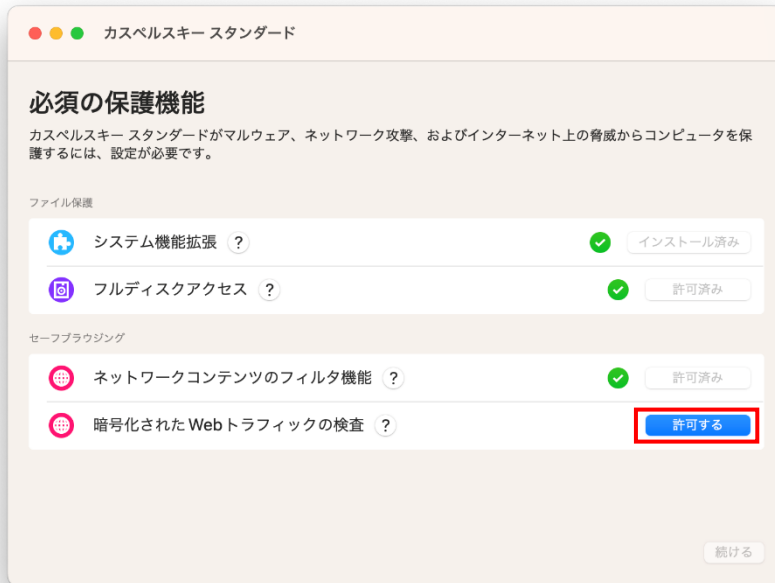 カスペルスキー スタンダード
必須の保護機能
カスペルスキー スタンダードがマルウェア、ネットワーク攻撃、およびインターネット上の脅威からコンピュータを保
護するには、設定が必要です。
ファイル保護
システム機能拡張 ? インストール済み
フルディスクアクセス ? 許可済み
セーフブラウジング
ネットワークコンテンツのフィルタ機能 ? 許可済み
暗号化されたWebトラフィックの検査 ? 許可する
続ける